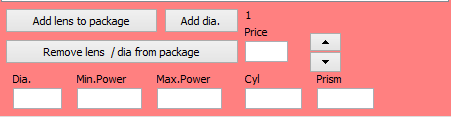 Add lens to package Add dia. 1
Price
Remove lens / dia from package
Dia. Min.Power Max.Power Cyl Prism